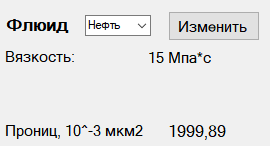 Флюид Нефть Изменить
Вязкость: 15 Мпа*с
Прониц, 10^-3 мкм2 1999,89